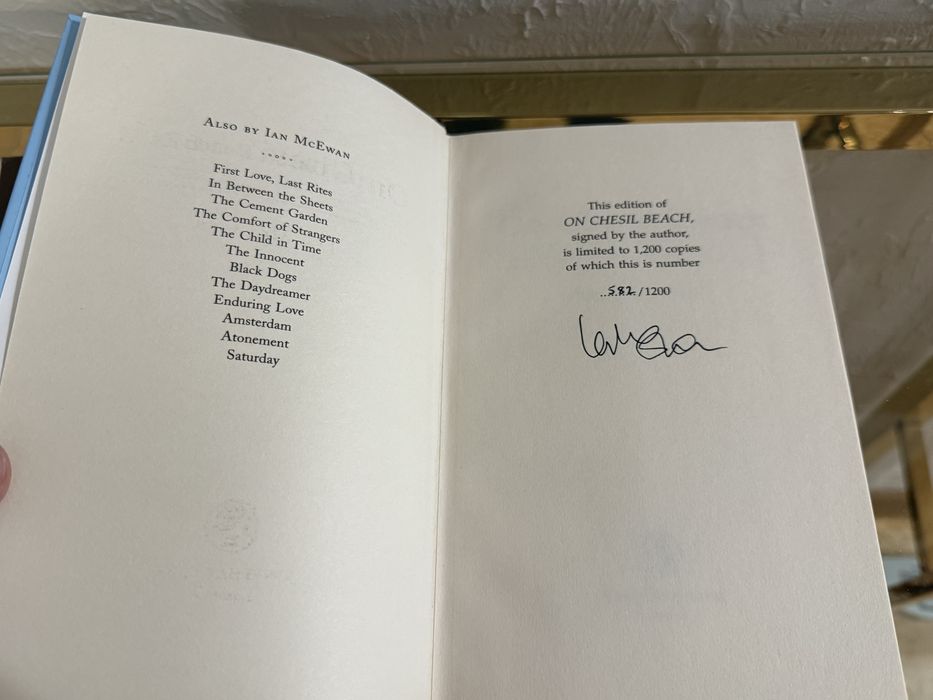 ALSO BY IAN MCEWAN
First Love, Last Rites
In Between the Sheets
The Cement Garden
The Comfort of Strangers
The Child in Time
The Innocent
Black Dogs
The Daydreamer
Enduring Love
Amsterdam
Atonement
Saturday
This edition of
ON CHESIL BEACH,
signed by the author,
is limited to 1,200 copies
of which this is number
..582./1200
Ian McEwan